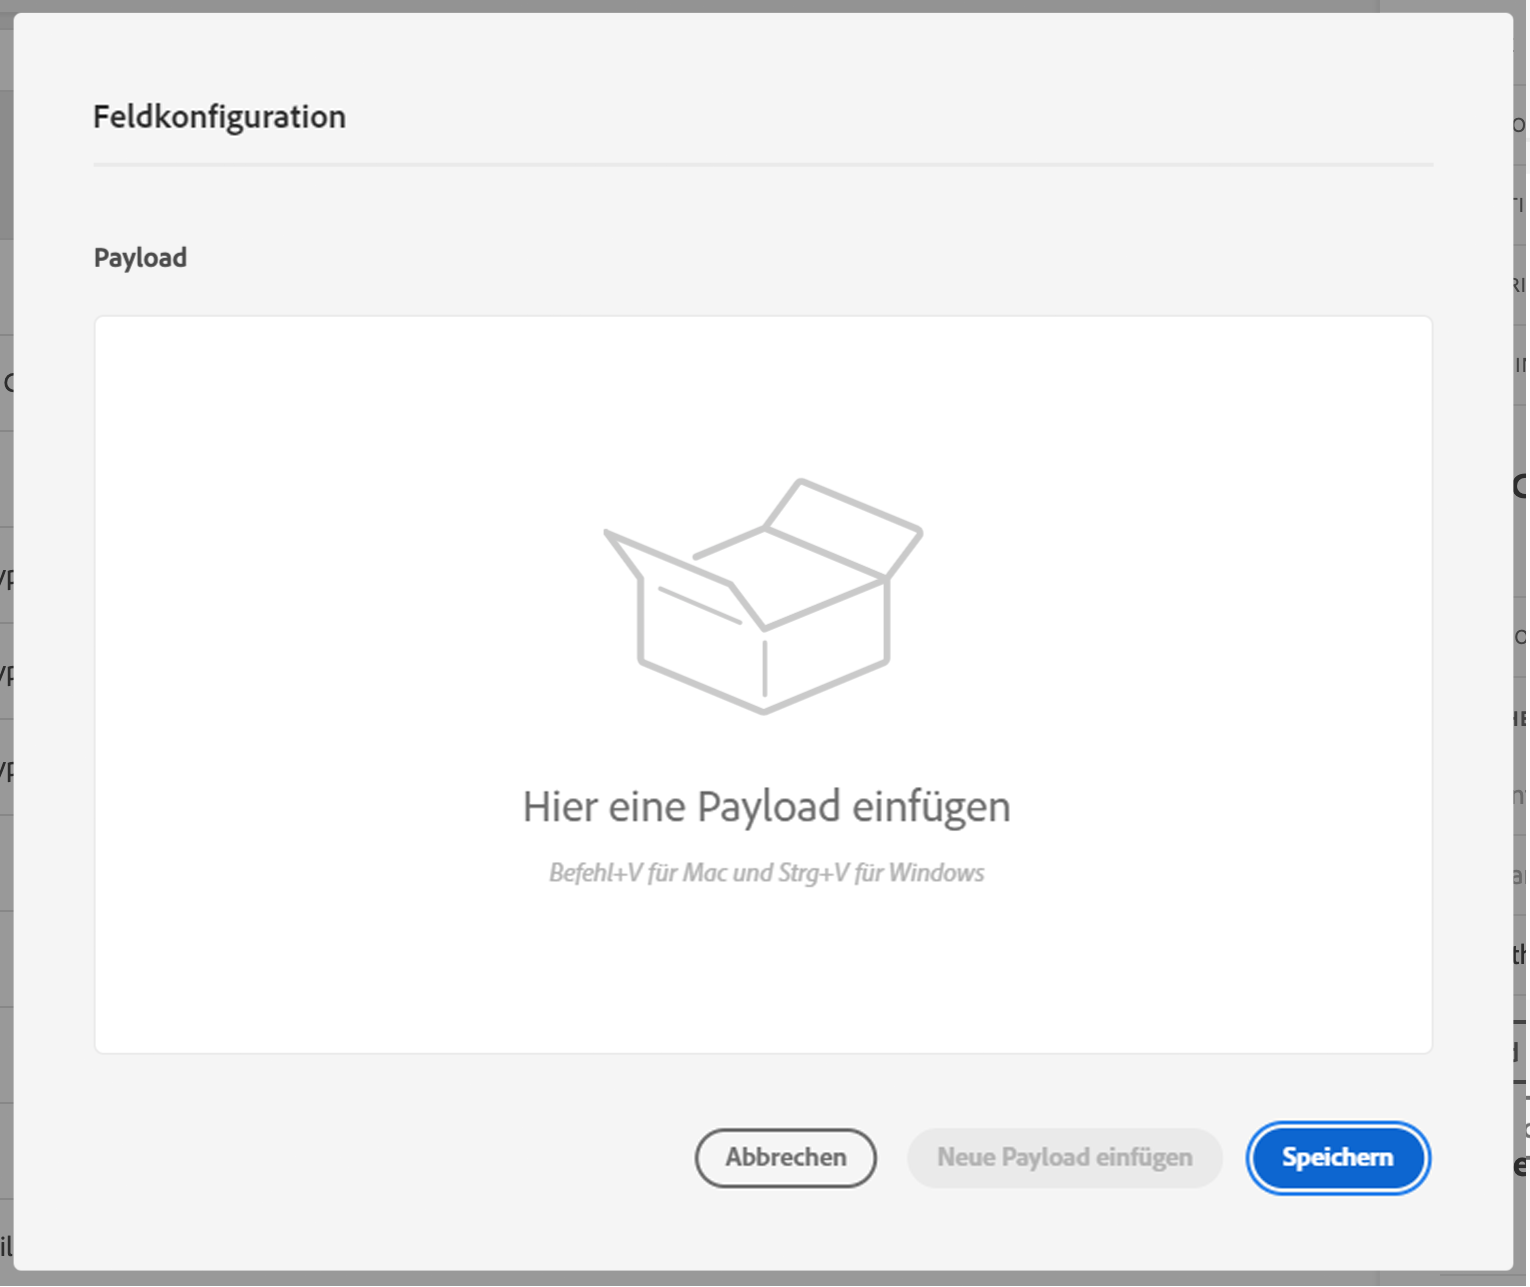 Feldkonfiguration
Payload
Hier eine Payload einfügen
Befehl+V für Mac und Strg+V für Windows
Abbrechen
Neue Payload einfügen
Speichern